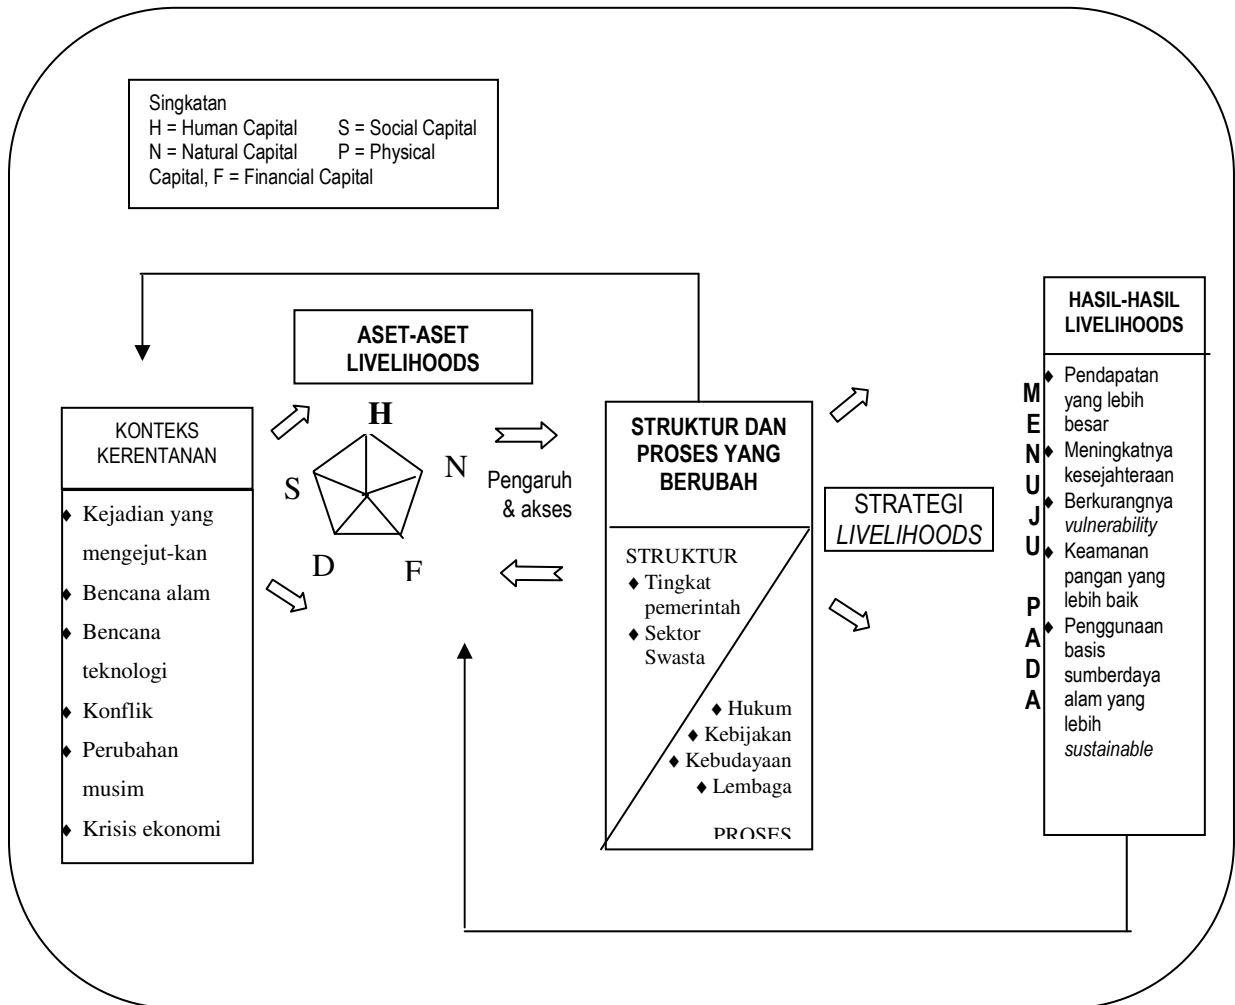 Singkatan
H = Human Capital S = Social Capital
N = Natural Capital P = Physical
Capital, F = Financial Capital
ASET-ASET
LIVELIHOODS
KONTEKS
KERENTANAN
Kejadian yang
mengejut-kan
Bencana alam
Bencana
teknologi
Konflik
Perubahan
musim
Krisis ekonomi
H
S
N
D
F
Pengaruh
& akses
STRUKTUR DAN
PROSES YANG
BERUBAH
STRUKTUR
Tingkat
pemerintah
Sektor
Swasta
Hukum
Kebijakan
Kebudayaan
Lembaga
PROSES
STRATEGI
LIVELIHOODS
MENUJU PADA
HASIL-HASIL
LIVELIHOODS
Pendapatan
yang lebih
besar
Meningkatnya
kesejahteraan
Berkurangnya
vulnerability
Keamanan
pangan yang
lebih baik
Penggunaan
basis
sumberdaya
alam yang
lebih
sustainable